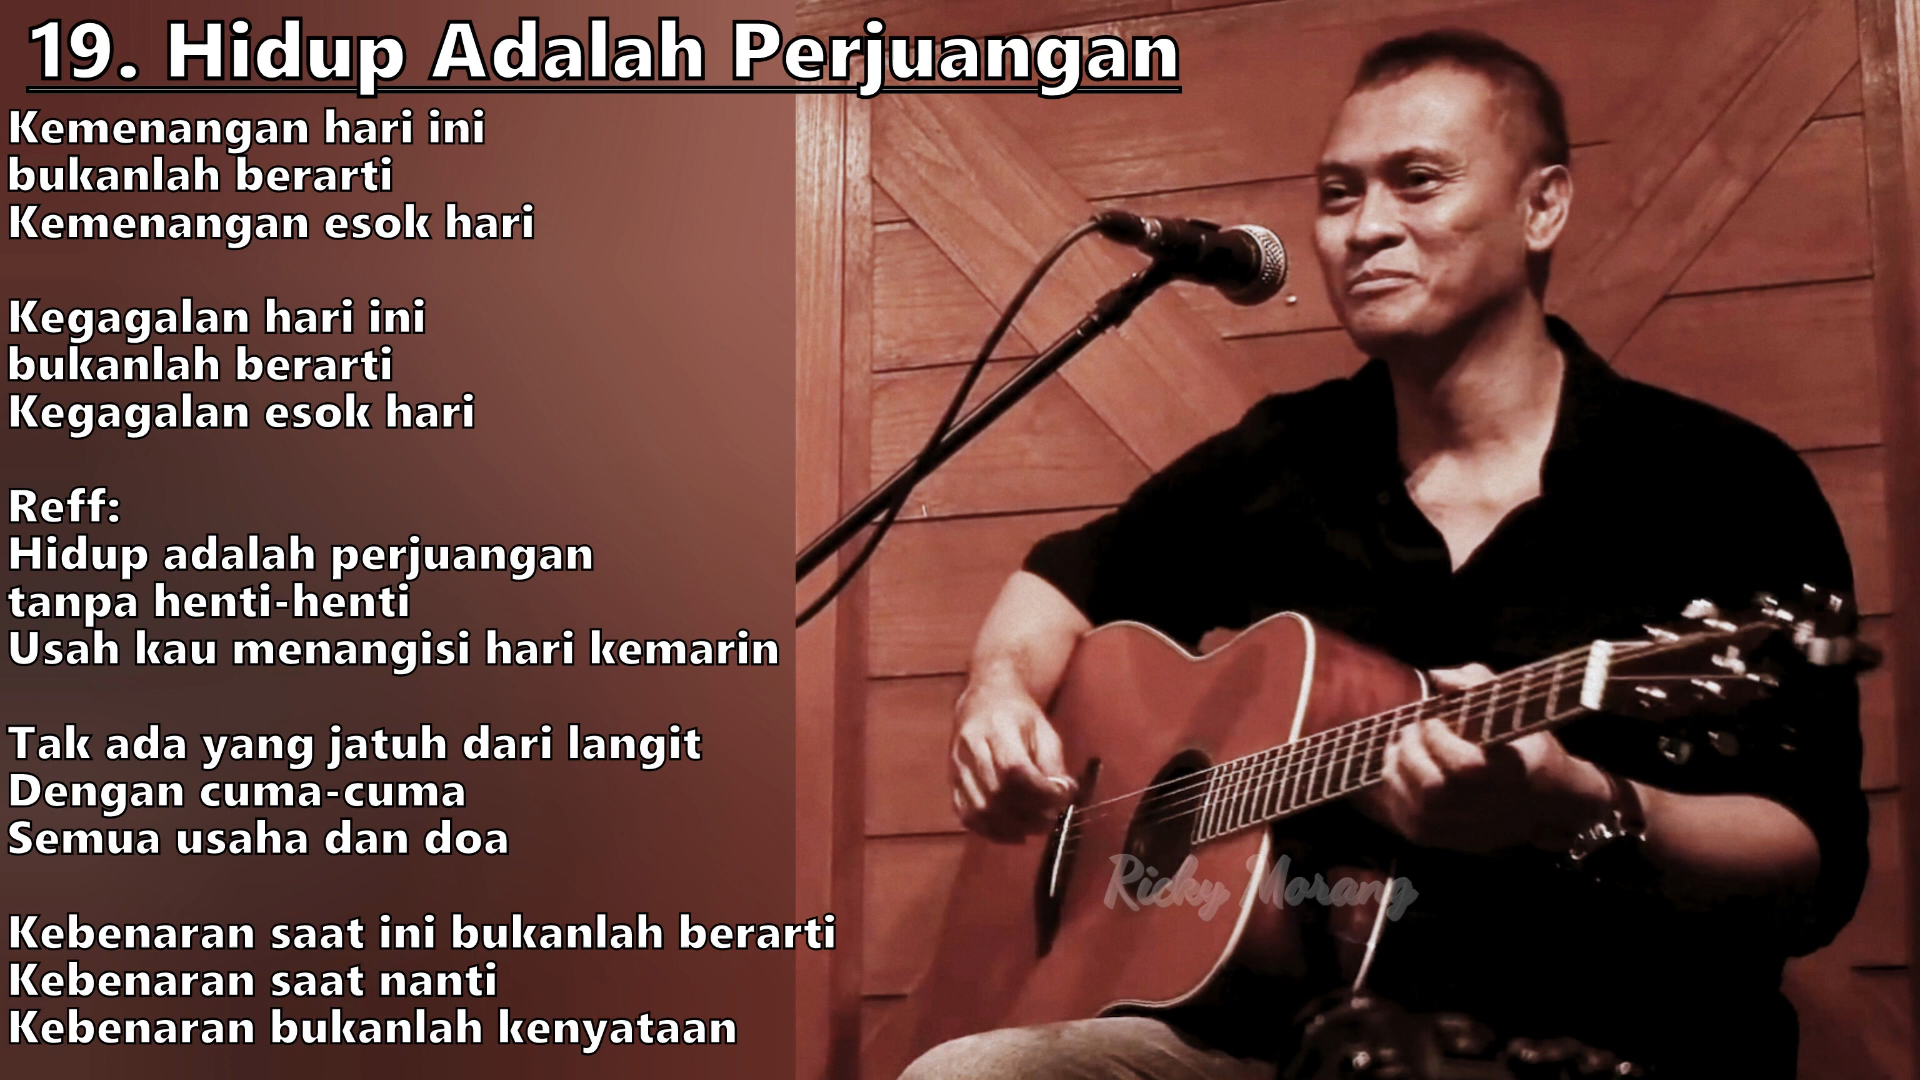 19. Hidup Adalah Perjuangan
Kemenangan hari ini
bukanlah berarti
Kemenangan esok hari
Kegagalan hari ini
bukanlah berarti
Kegagalan esok hari
Reff:
Hidup adalah perjuangan
tanpa henti-henti
Usah kau menangisi hari kemarin
Tak ada yang jatuh dari langit
Dengan cuma-cuma
Semua usaha dan doa
Kebenaran saat ini bukanlah berarti
Kebenaran saat nanti
Kebenaran bukanlah kenyataan
Ricky Morang